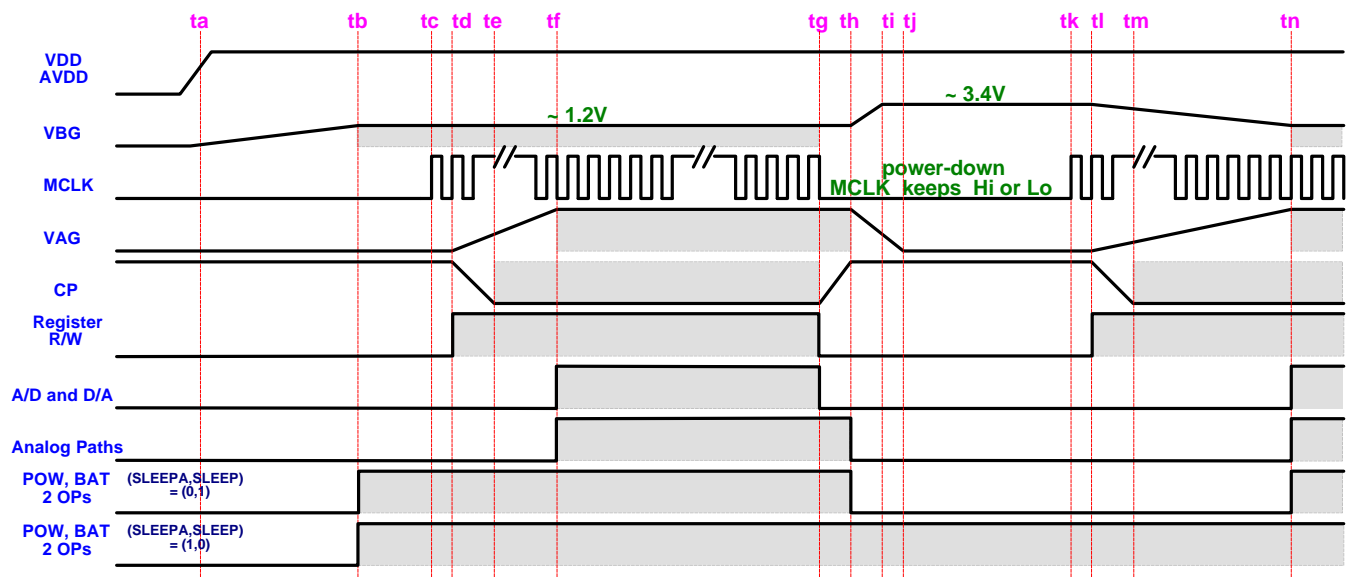 ta tb tc td te tf tg th ti tj tk tl tm tn
VDD
AVDD
~ 3.4V
~ 1.2V
VBG
power-down
MCLK
MCLK keeps Hi or Lo
VAG
CP
Register
R/W
A/D and D/A
Analog Paths
POW, BAT
2 OPs
(SLEEPA,SLEEP)
= (0,1)
POW, BAT
2 OPs
(SLEEPA,SLEEP)
= (1,0)